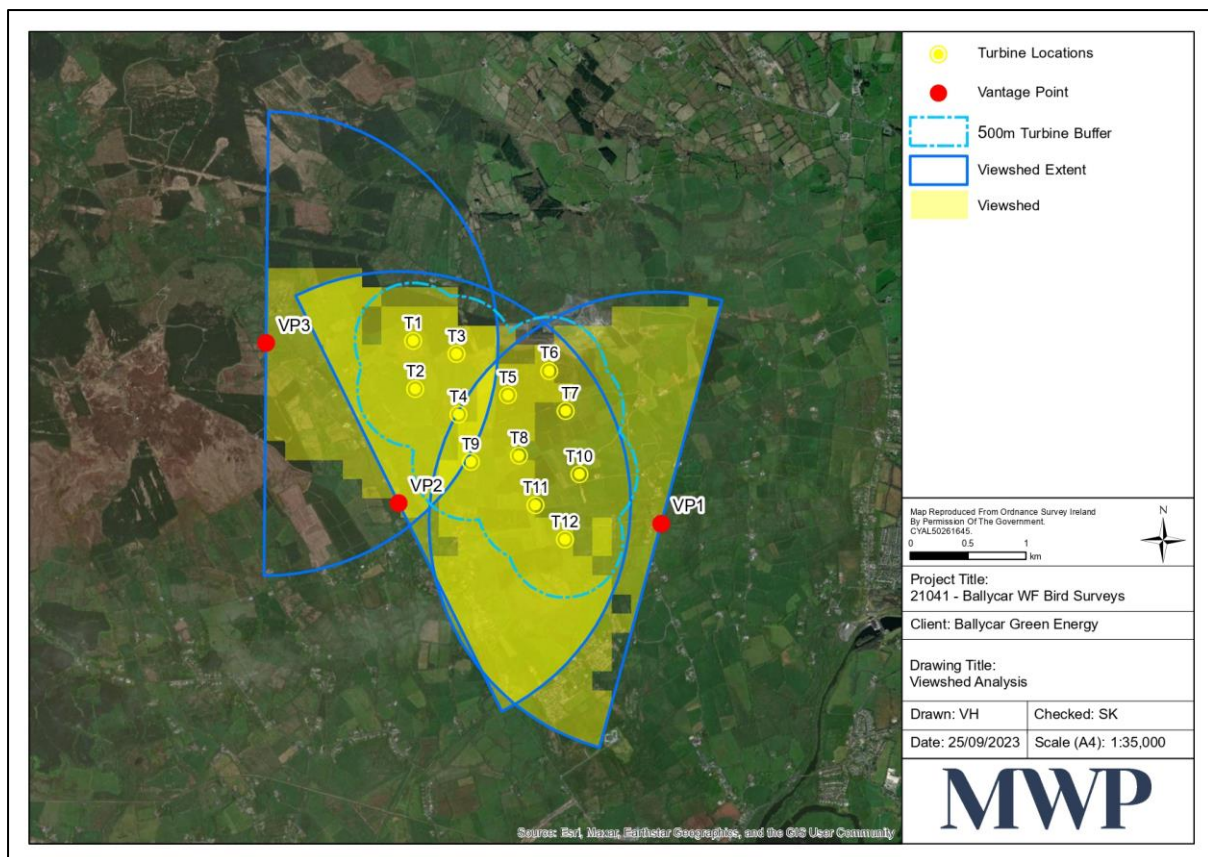 VP3
T1
T3
T6
T2
T5
T7
T4
T9
T8
T10
VP2
T11
VP1
T12
Source: Esri, Maxar, Earthstar Geographics, and the GIS User Community
Turbine Locations
Vantage Point
500m Turbine Buffer
Viewshed Extent
Viewshed
Map Reproduced From Ordnance Survey Ireland
By Permission Of The Government.
CYAL50261645.
N
0 0.5 1
km
Project Title:
21041 - Ballycar WF Bird Surveys
Client: Ballycar Green Energy
Drawing Title:
Viewshed Analysis
Drawn: VH Checked: SK
Date: 25/09/2023 Scale (A4): 1:35,000
MWP